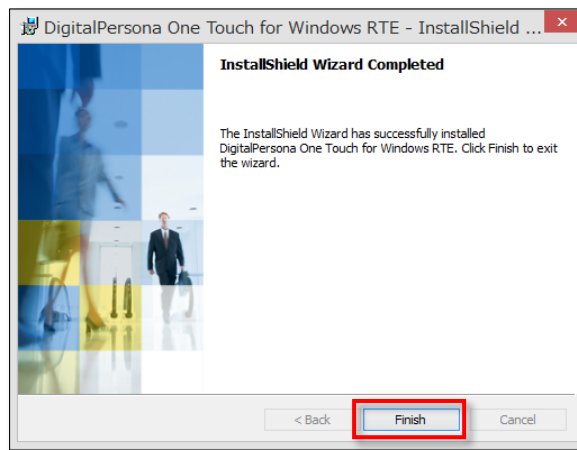 DigitalPersona One Touch for Windows RTE - InstallShield ...
InstallShield Wizard Completed
The InstallShield Wizard has successfully installed
DigitalPersona One Touch for Windows RTE. Click Finish to exit
the wizard.
< Back Finish Cancel